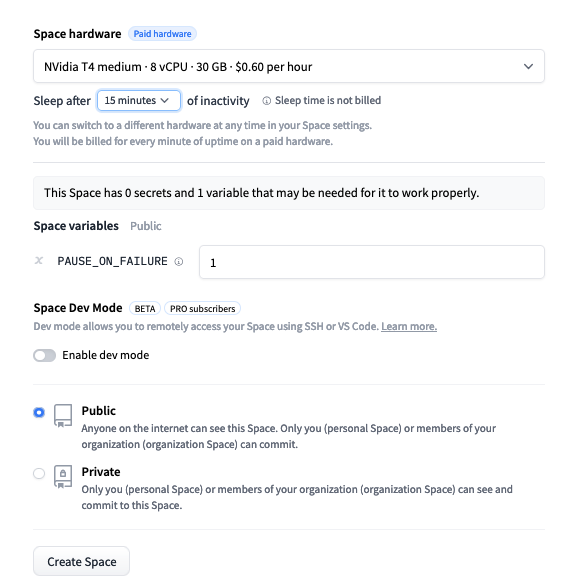 Space hardware Paid hardware
NVidia T4 medium · 8 vCPU · 30 GB · $0.60 per hour
Sleep after 15 minutes of inactivity Sleep time is not billed
You can switch to a different hardware at any time in your Space settings.
You will be billed for every minute of uptime on a paid hardware.
This Space has 0 secrets and 1 variable that may be needed for it to work properly.
Space variables Public
x PAUSE_ON_FAILURE 1
Space Dev Mode BETA PRO subscribers
Dev mode allows you to remotely access your Space using SSH or VS Code. Learn more.
Enable dev mode
Public
Anyone on the internet can see this Space. Only you (personal Space) or members of your
organization (organization Space) can commit.
Private
Only you (personal Space) or members of your organization (organization Space) can see and
commit to this Space.
Create Space